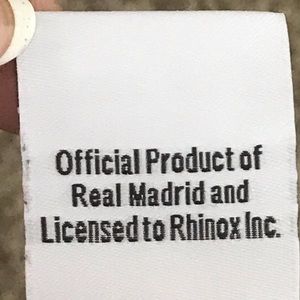 Official Product of
Real Madrid and
Licensed to Rhinox Inc.